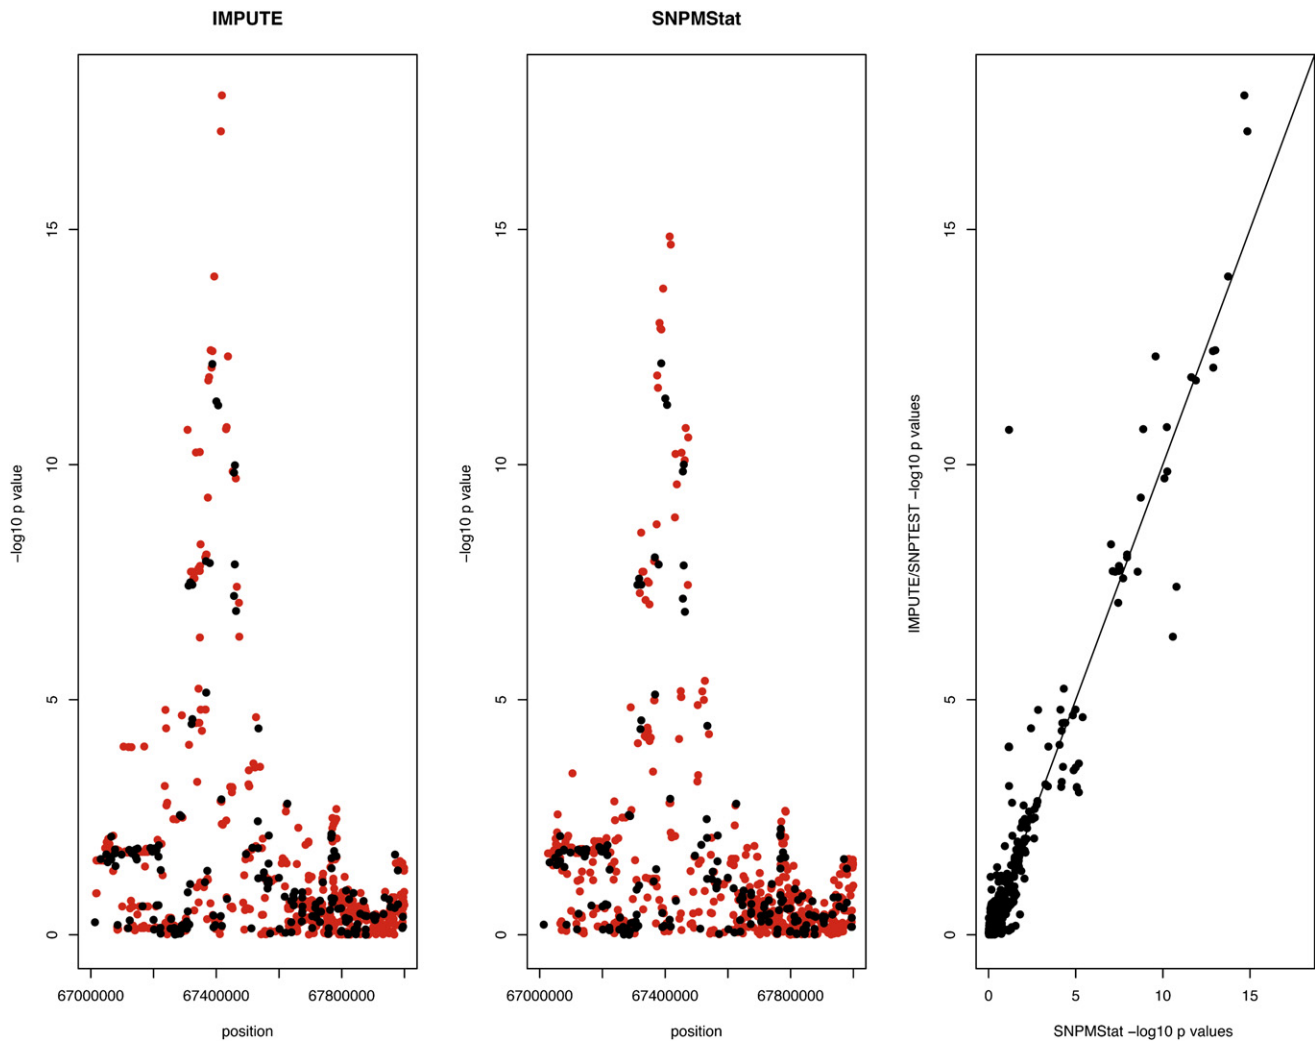 IMPUTE
SNPMStat
15
10
5
0
−log10 p value
67000000
67400000
67800000
position
15
10
5
0
−log10 p value
67000000
67400000
67800000
position
15
10
5
0
IMPUTE/SNPTEST −log10 p values
0
5
10
15
SNPMStat −log10 p values